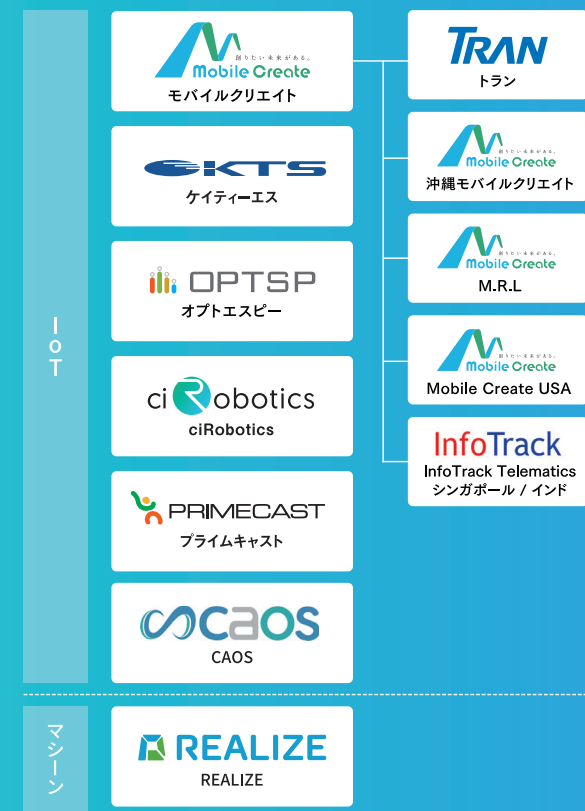 IoT
創りたい未来がある。
Mobile Create
モバイルクリエイト
TRAN
トラン
創りたい未来がある。
Mobile Create
沖縄モバイルクリエイト
創りたい未来がある。
Mobile Create
M.R.L
創りたい未来がある。
Mobile Create
Mobile Create USA
InfoTrack
InfoTrack Telematics
シンガポール / インド
KTS
ケイティーエス
OPTSP
オプトエスピー
ciRobotics
ciRobotics
PRIMECAST
プライムキャスト
caos
CAOS
マシーン
REALIZE
REALIZE